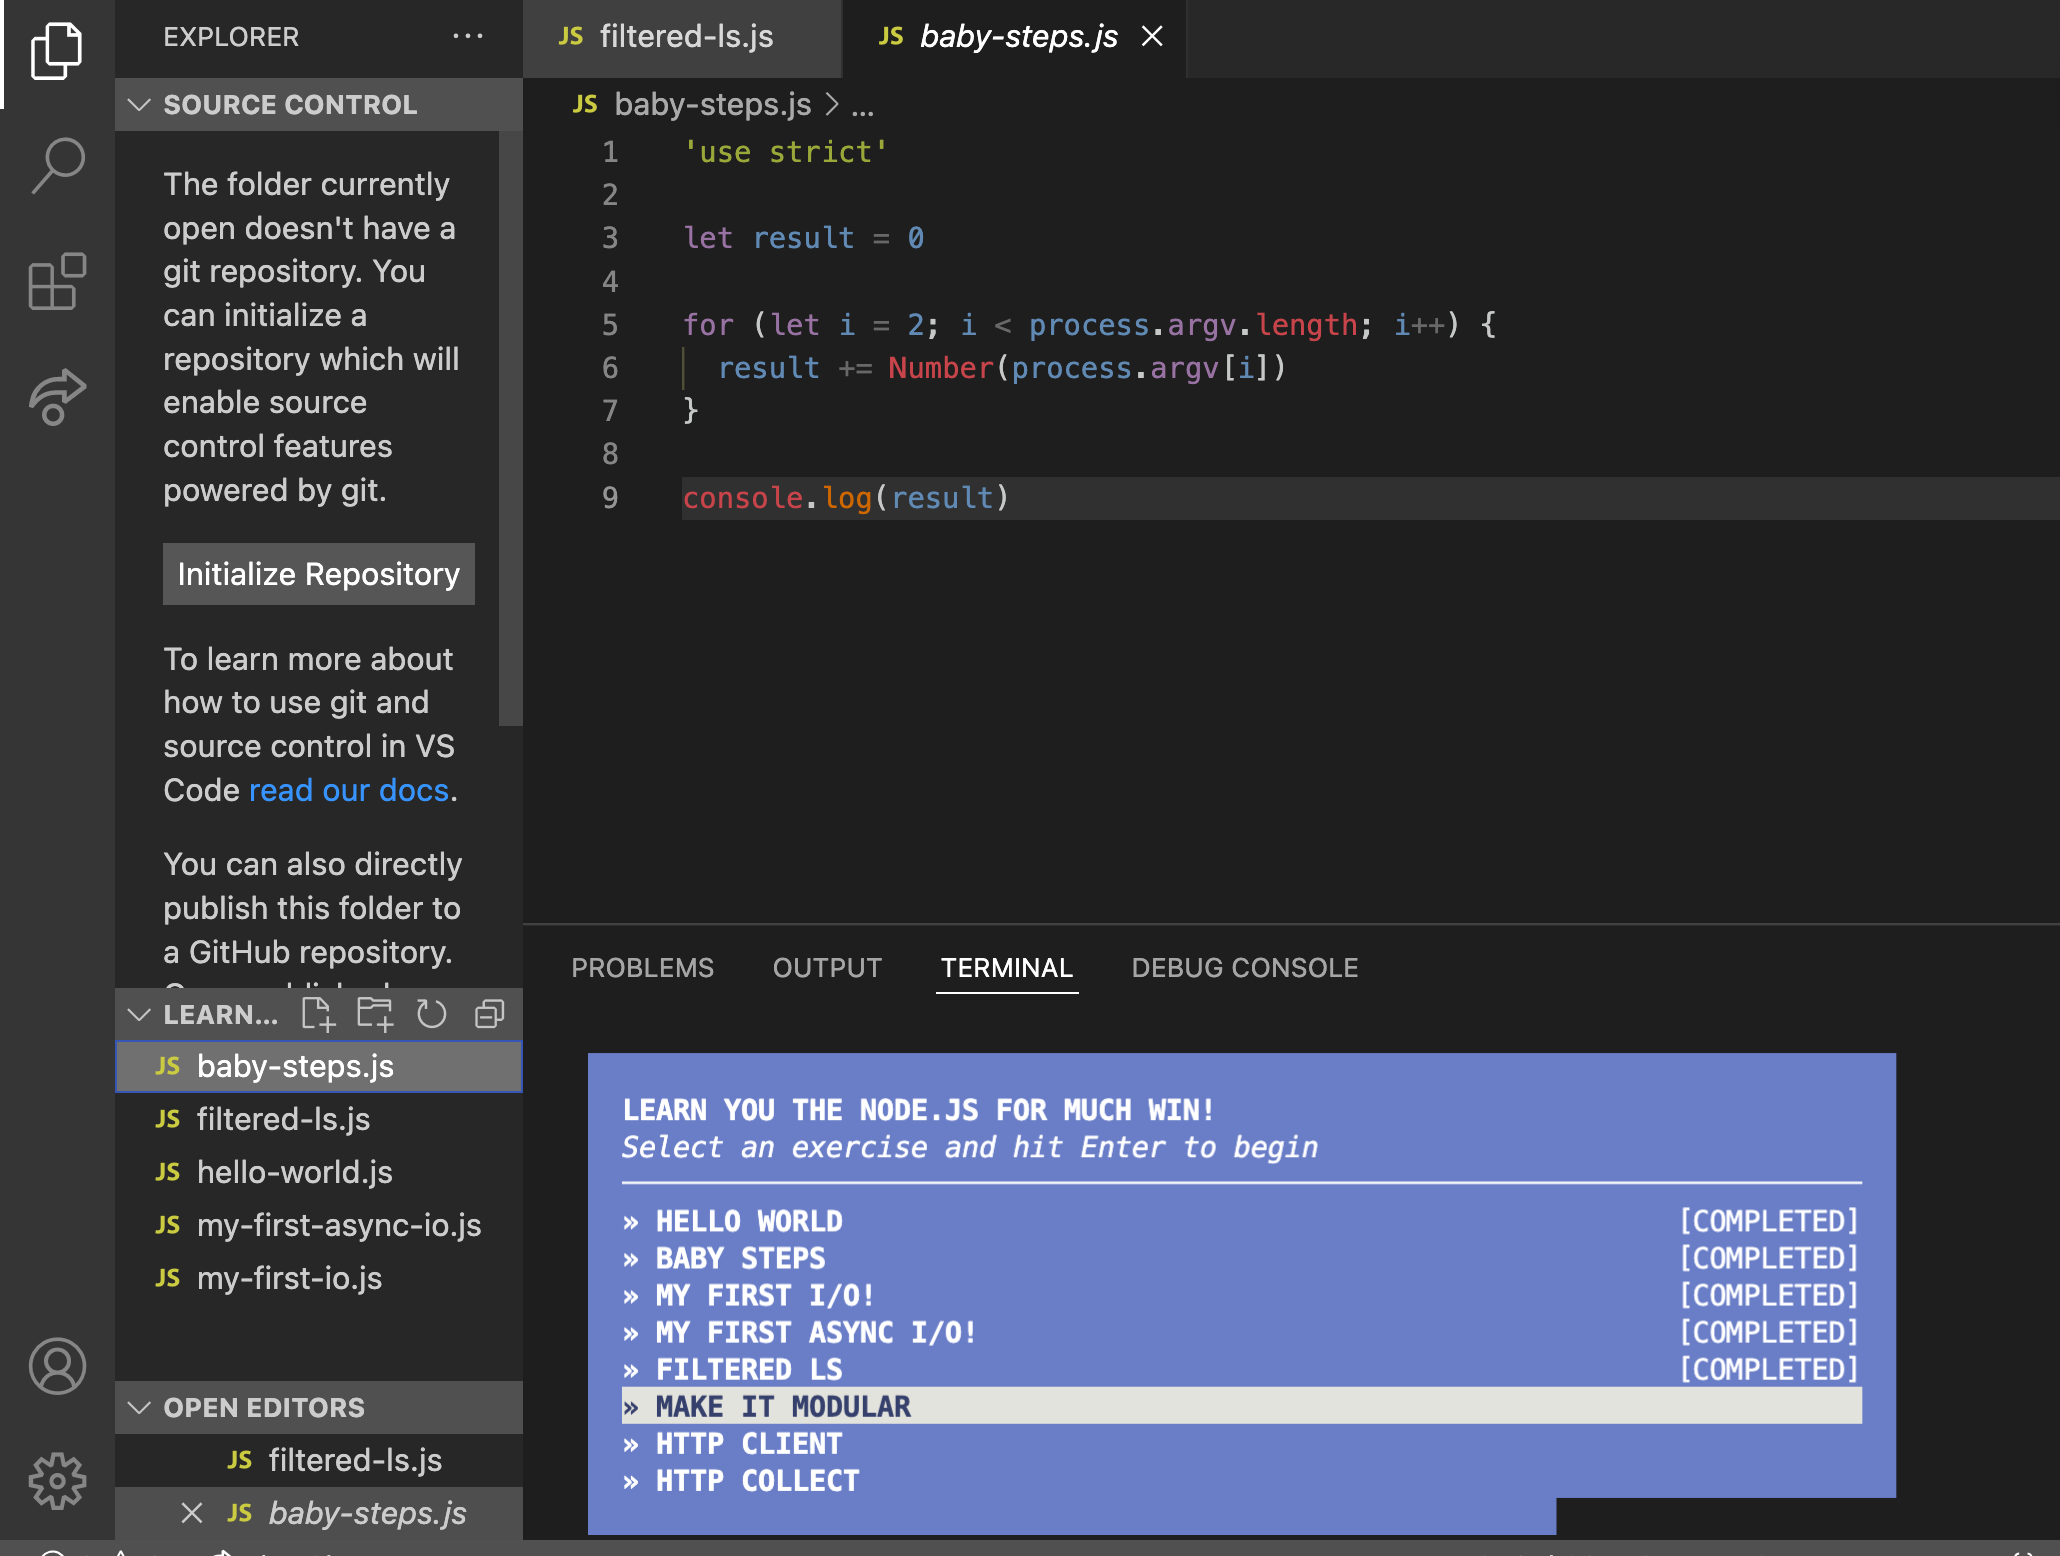 EXPLORER ...
SOURCE CONTROL
The folder currently
open doesn't have a
git repository. You
can initialize a
repository which will
enable source
control features
powered by git.
Initialize Repository
To learn more about
how to use git and
source control in VS
Code read our docs.
You can also directly
publish this folder to
a GitHub repository.
LEARN...
JS baby-steps.js
JS filtered-ls.js
JS hello-world.js
JS my-first-async-io.js
JS my-first-io.js
OPEN EDITORS
JS filtered-ls.js
JS baby-steps.js
JS filtered-ls.js
JS baby-steps.js
JS baby-steps.js > ...
1 'use strict'
2
3 let result = 0
4
5 for (let i = 2; i < process.argv.length; i++) {
6 result += Number(process.argv[i])
7 }
8
9 console.log(result)
PROBLEMS OUTPUT TERMINAL DEBUG CONSOLE
LEARN YOU THE NODE.JS FOR MUCH WIN!
Select an exercise and hit Enter to begin
» HELLO WORLD [COMPLETED]
» BABY STEPS [COMPLETED]
» MY FIRST I/O! [COMPLETED]
» MY FIRST ASYNC I/O! [COMPLETED]
» FILTERED LS [COMPLETED]
» MAKE IT MODULAR
» HTTP CLIENT
» HTTP COLLECT